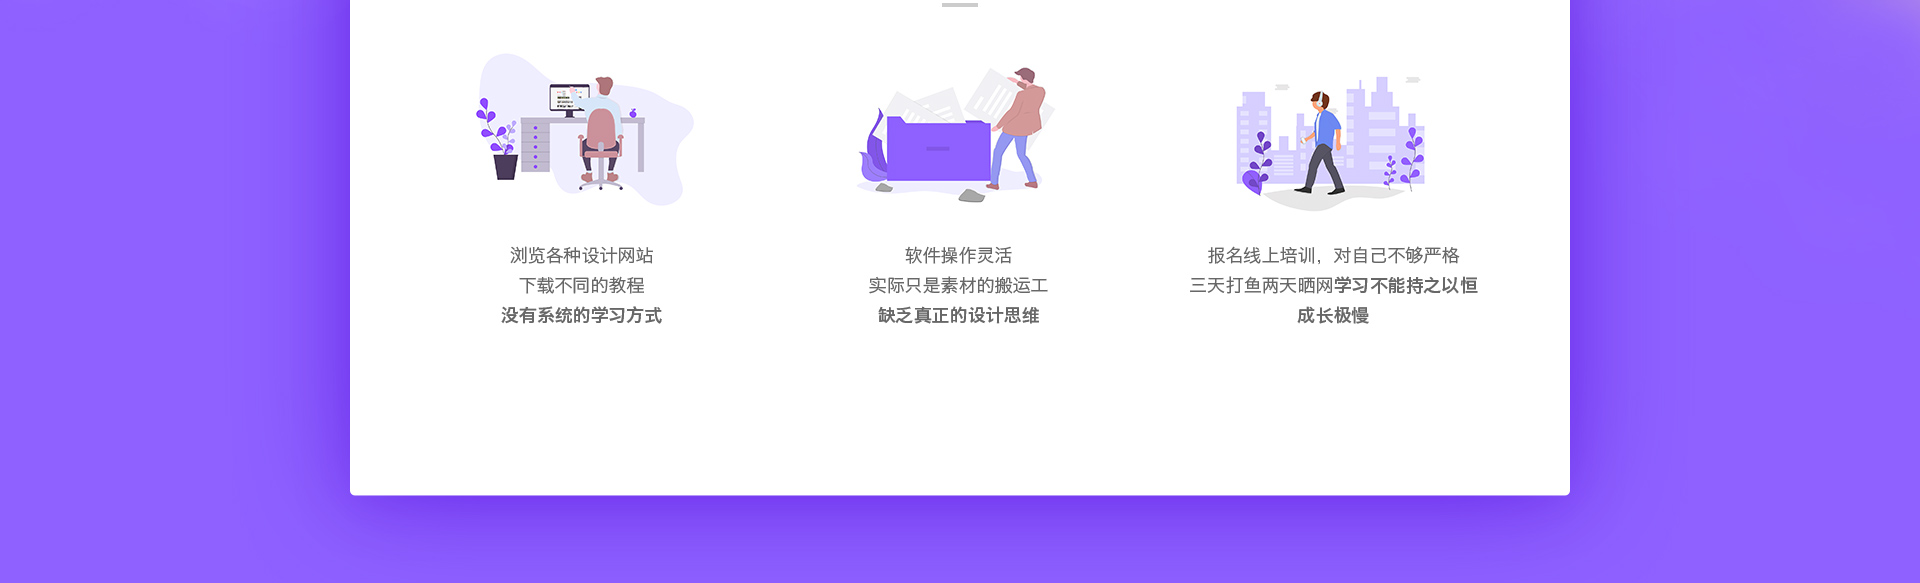 浏览各种设计网站
下载不同的教程
没有系统的学习方式
软件操作灵活
实际只是素材的搬运工
缺乏真正的设计思维
报名线上培训，对自己不够严格
三天打鱼两天晒网学习不能持之以恒
成长极慢